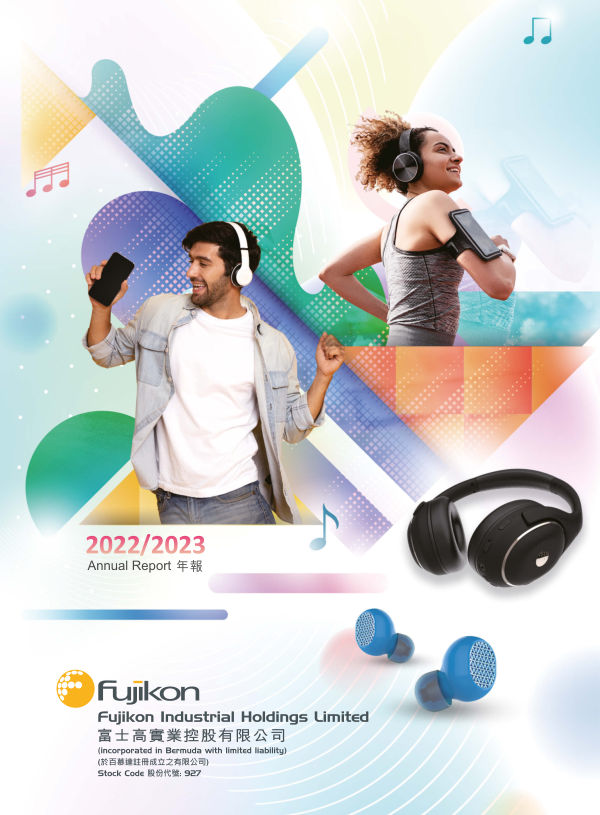 2022/2023
Annual Report 年報
Fujikon
Fujikon Industrial Holdings Limited
富士高實業控股有限公司
(incorporated in Bermuda with limited liability)
(於百慕達註冊成立之有限公司)
Stock Code 股份代號: 927